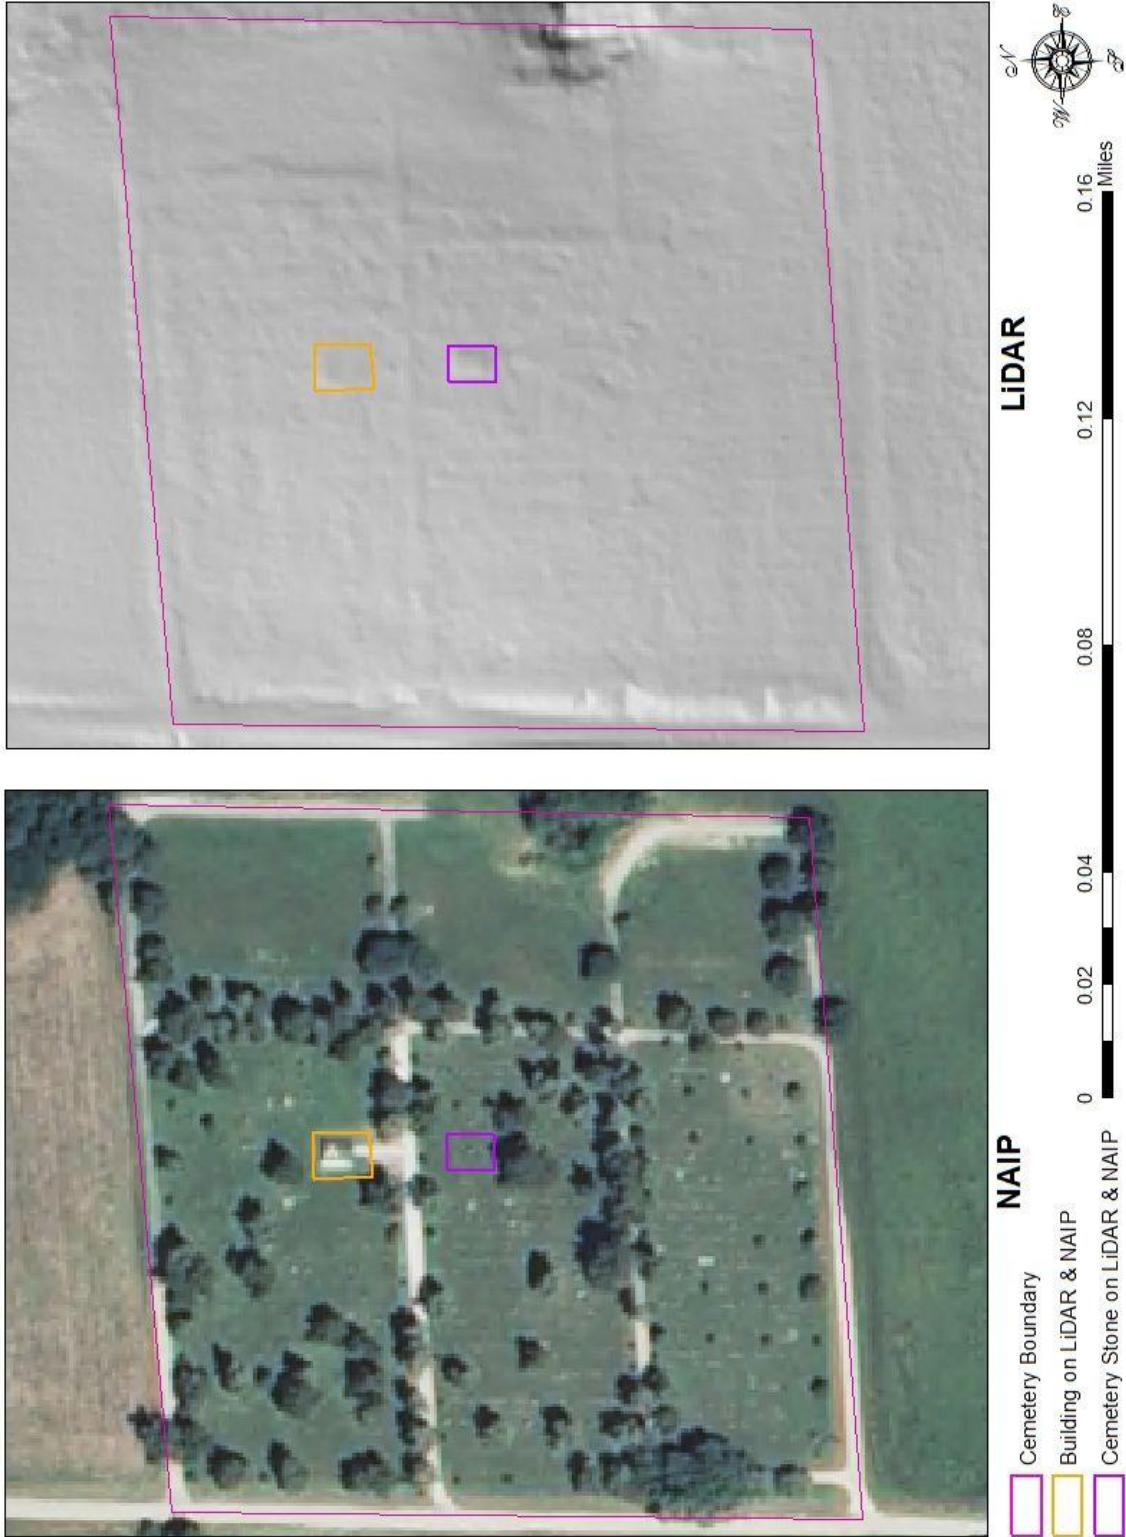 NAIP
LiDAR
Cemetery Boundary
Building on LiDAR & NAIP
Cemetery Stone on LiDAR & NAIP
0 0.02 0.04 0.08 0.12 0.16
Miles
N
W E
S